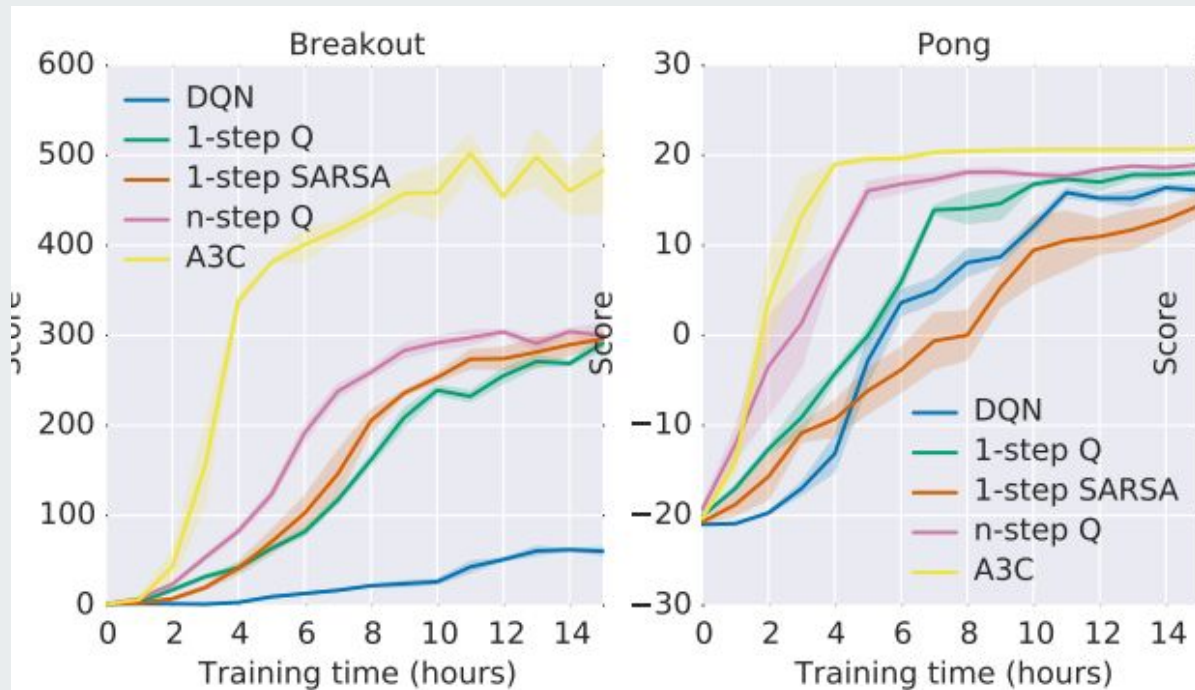 Breakout
600
500
400
300
200
100
0
DQN
1-step Q
1-step SARSA
n-step Q
A3C
0 2 4 6 8 10 12 14
Training time (hours)
Pong
Score
30
20
10
0
−10
−20
−30
DQN
1-step Q
1-step SARSA
n-step Q
A3C
0 2 4 6 8 10 12 14
Training time (hours)
Score